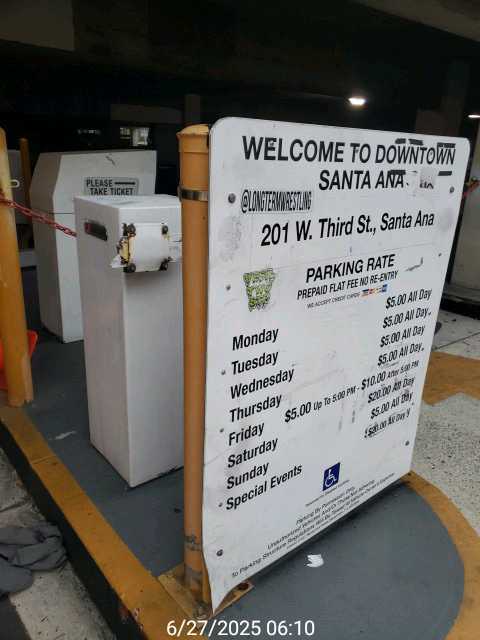 WELCOME TO DOWNTOWN
SANTA ANA
@LONGTERMWRESTLING
201 W. Third St., Santa Ana
PARKING RATE
PREPAID FLAT FEE NO RE-ENTRY
WE ACCEPT CREDIT CARDS
Monday $5.00 All Day
Tuesday $5.00 All Day
Wednesday $5.00 All Day
Thursday $5.00 All Day
Friday $5.00 Up To 5:00 PM - $10.00 After 5:00 PM
Saturday $20.00 All Day
Sunday $5.00 All Day
Special Events $20.00 All Day
Parking By Permission Only
PLEASE
TAKE TICKET
6/27/2025 06:10